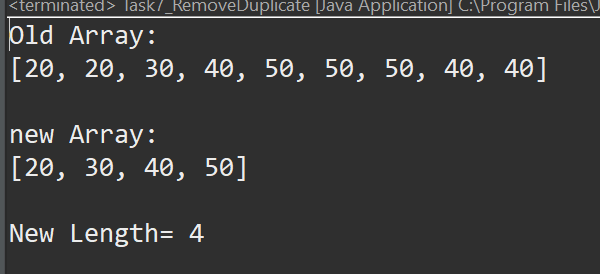 <terminated> Task7_RemoveDuplicate [Java Application] C:\Program Files\J
Old Array:
[20, 20, 30, 40, 50, 50, 50, 40, 40]
new Array:
[20, 30, 40, 50]
New Length= 4